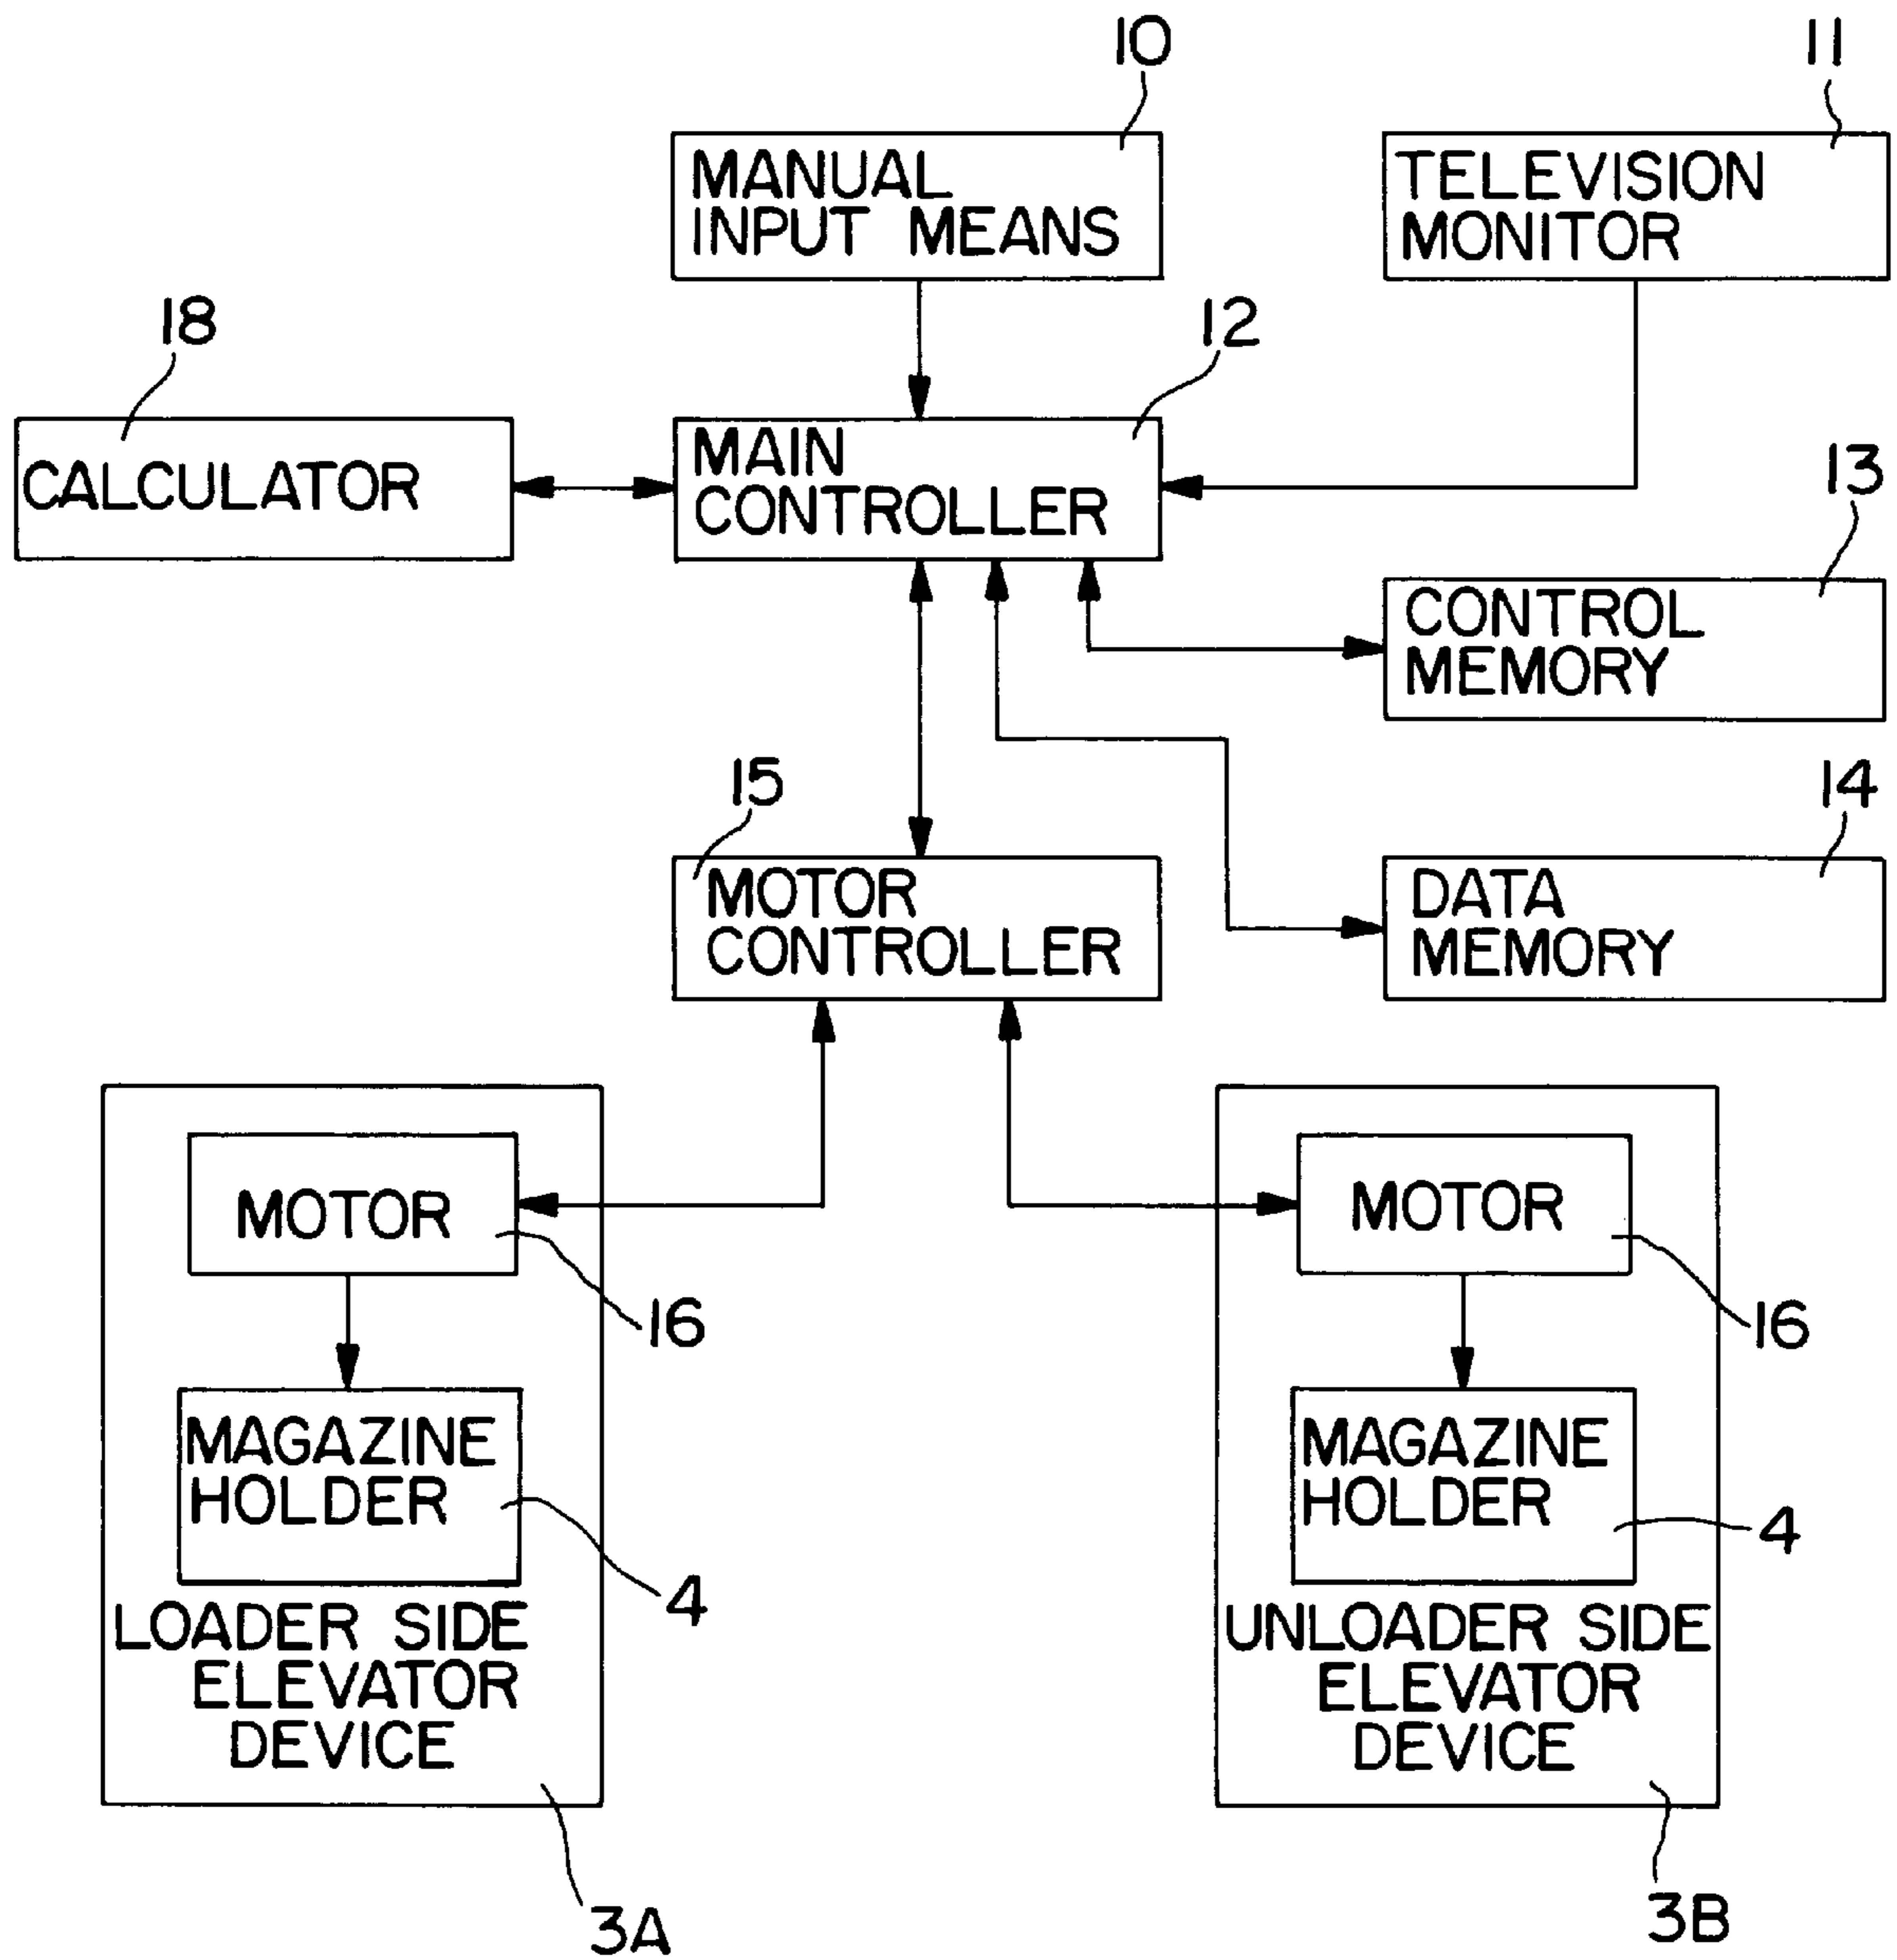 10
11
MANUAL
INPUT MEANS
TELEVISION
MONITOR
18
12
CALCULATOR
MAIN
CONTROLLER
13
CONTROL
MEMORY
15
14
MOTOR
CONTROLLER
DATA
MEMORY
MOTOR
16
MAGAZINE
HOLDER
4
LOADER SIDE
ELEVATOR
DEVICE
3A
MOTOR
16
MAGAZINE
HOLDER
4
UNLOADER SIDE
ELEVATOR
DEVICE
3B